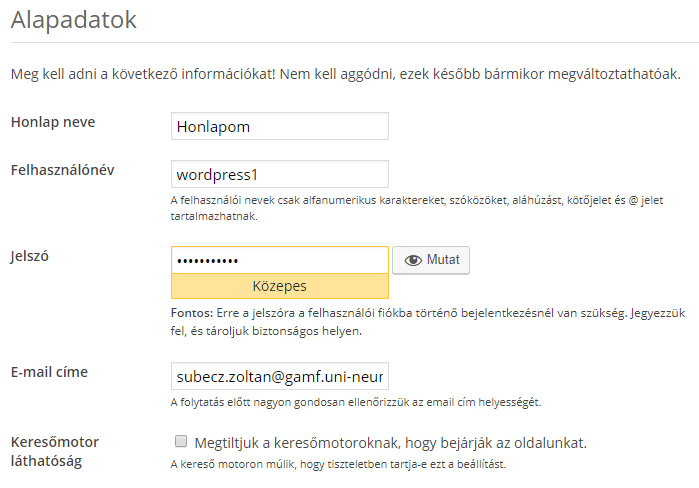 Alapadatok
Meg kell adni a következő információkat! Nem kell aggódni, ezek később bármikor megváltoztathatóak.
Honlap neve
Honlapom
Felhasználónév
wordpress1
A felhasználói nevek csak alfanumerikus karaktereket, szóközöket, aláhúzást, kötőjelet és @ jelet
tartalmazhatnak.
Jelszó
•••••••••••
Mutat
Közepes
Fontos: Erre a jelszóra a felhasználói fiókba történő bejelentkezésnél van szükség. Jegyezzük
fel, és tároljuk biztonságos helyen.
E-mail címe
subecz.zoltan@gamf.uni-neur
A folytatás előtt nagyon gondosan ellenőrizzük az email cím helyességét.
Keresőmotor
láthatóság
Megtiltjuk a keresőmotoroknak, hogy bejárják az oldalunkat.
A kereső motoron múlik, hogy tiszteletben tartja-e ezt a beállítást.